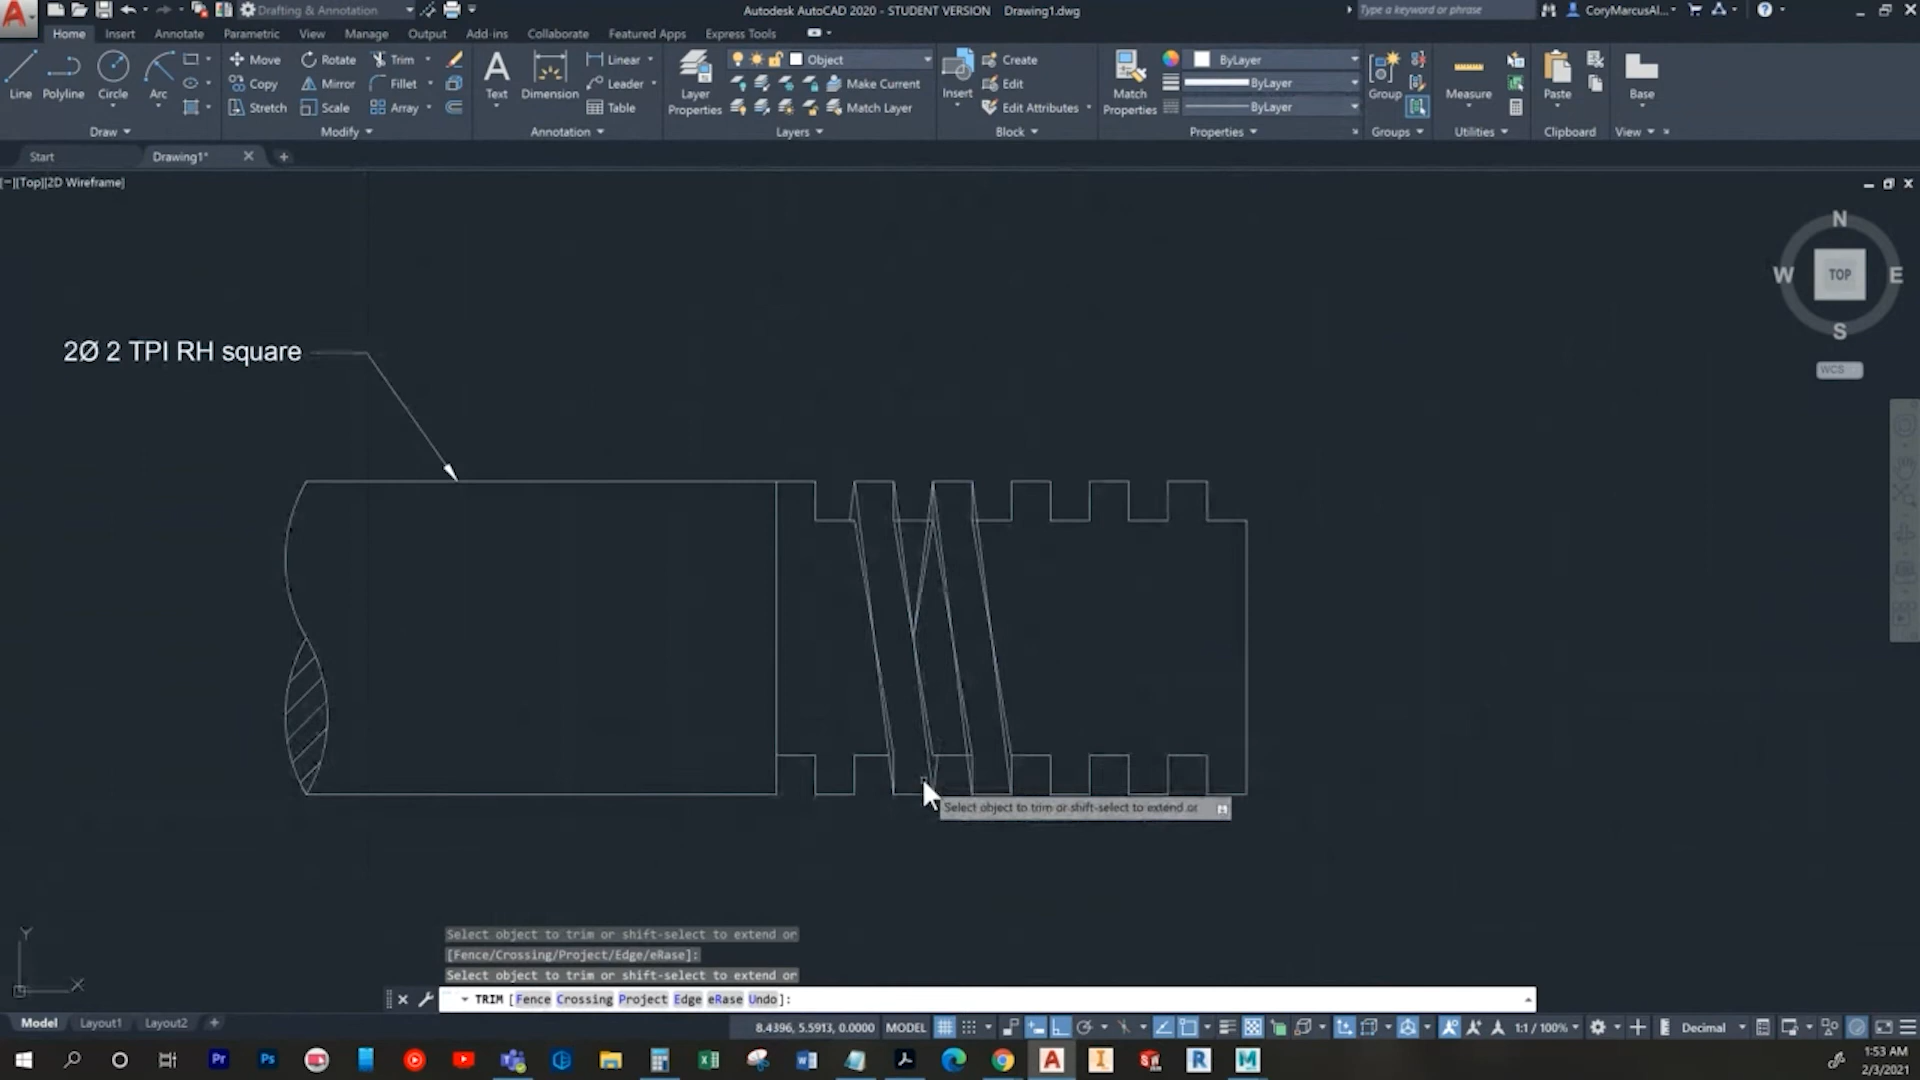 Drafting & Annotation
Autodesk AutoCAD 2020 - STUDENT VERSION Drawing1.dwg
Type a keyword or phrase
CoryMarcusAl...
Home Insert Annotate Parametric View Manage Output Add-ins Collaborate Featured Apps Express Tools
Line Polyline Circle Arc
Move Rotate Trim
Copy Mirror Fillet
Stretch Scale Array
Text Dimension
Linear
Leader
Table
Layer Properties
Object
Make Current
Match Layer
Insert
Create
Edit
Edit Attributes
Match Properties
ByLayer
ByLayer
ByLayer
Group
Measure
Paste
Base
Draw Modify Annotation Layers Block Properties Groups Utilities Clipboard View
Start Drawing1*
[−][Top][2D Wireframe]
N
W TOP E
S
WCS
2Ø 2 TPI RH square
Select object to trim or shift-select to extend or
Y
X
Select object to trim or shift-select to extend or
[Fence/Crossing/Project/Edge/eRase]:
Select object to trim or shift-select to extend or
TRIM [Fence Crossing Project Edge eRase Undo]:
Model Layout1 Layout2
8.4396, 5.5913, 0.0000 MODEL 1:1 / 100% Decimal
Pr Ps W A I SW R M
1:53 AM
2/3/2021